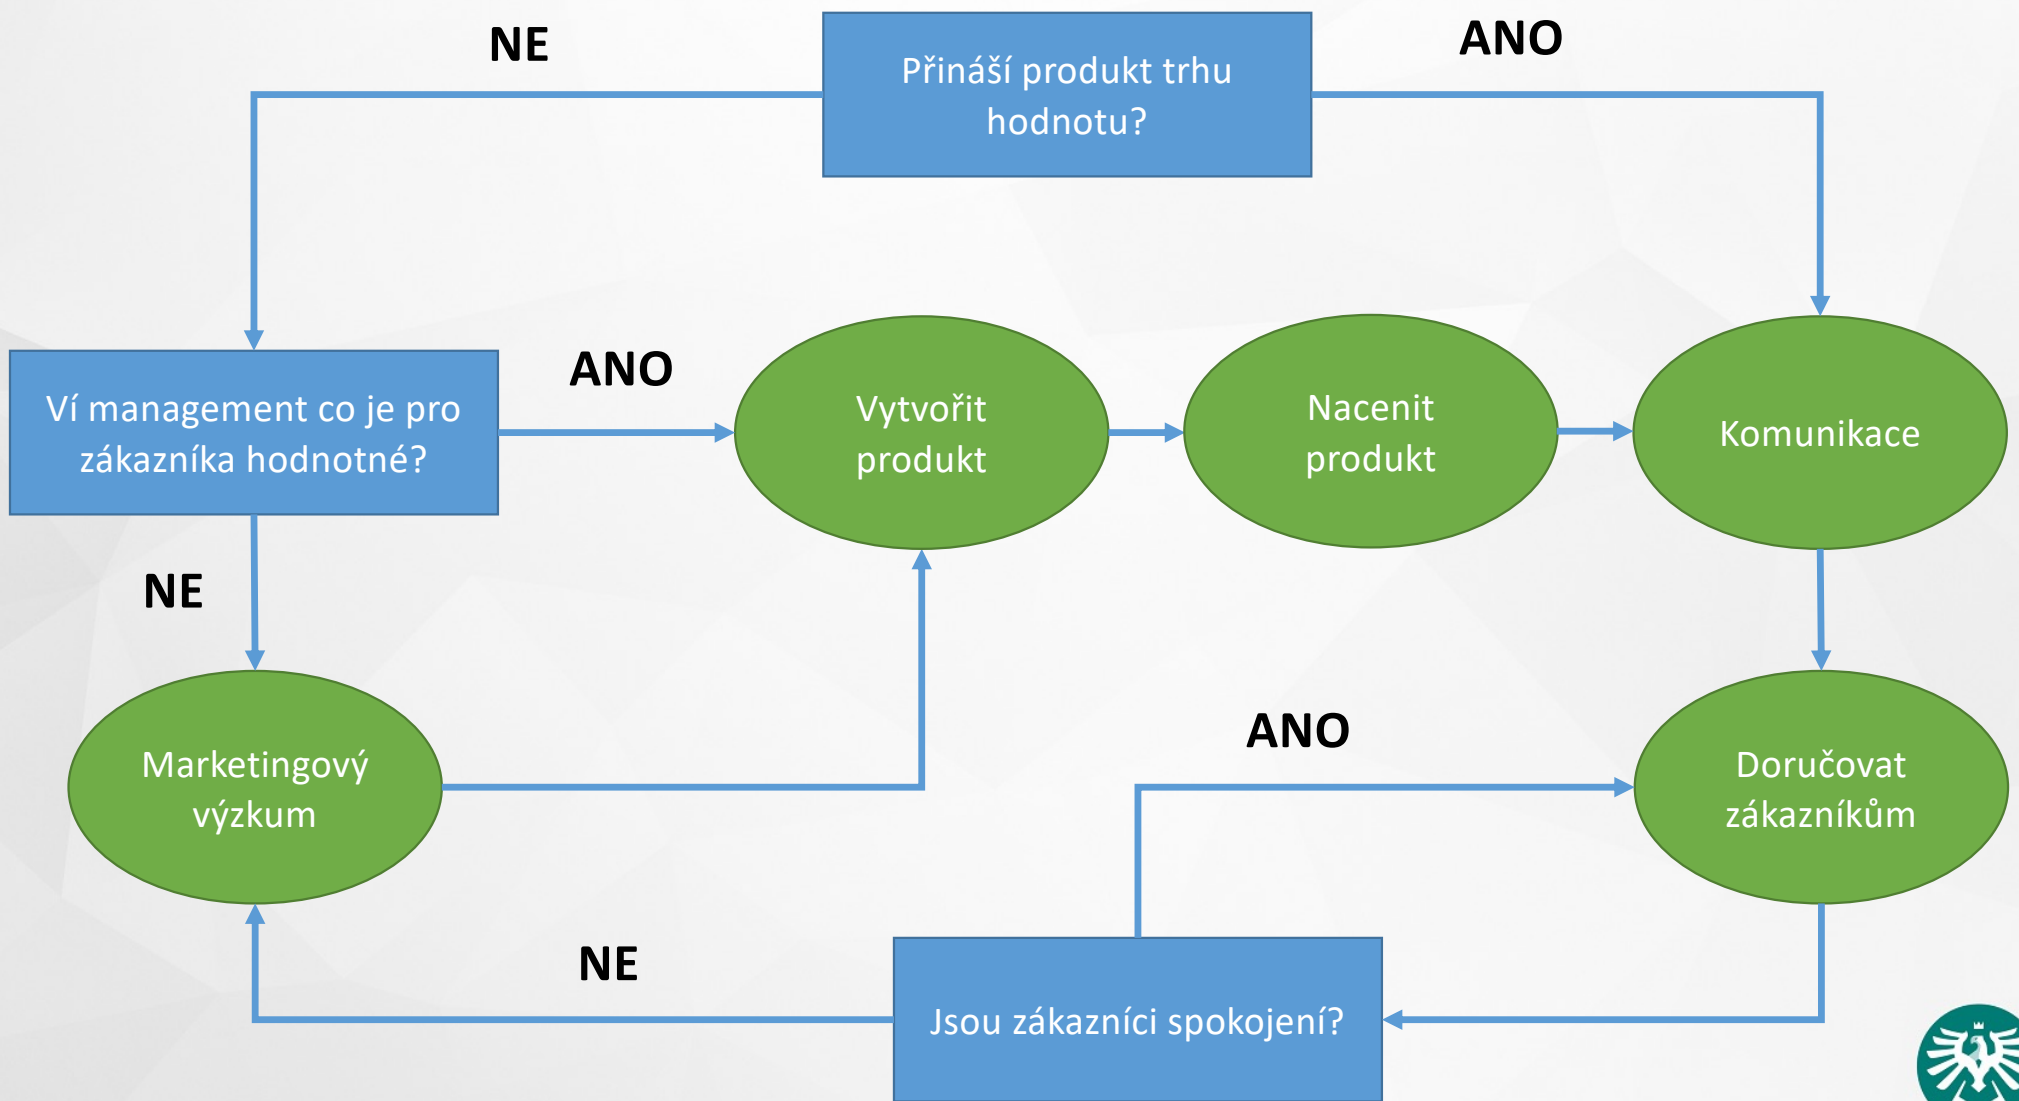 NE
Přináší produkt trhu
hodnotu?
ANO
Ví management co je pro
zákazníka hodnotné?
ANO
Vytvořit
produkt
Nacenit
produkt
Komunikace
NE
Marketingový
výzkum
ANO
Doručovat
zákazníkům
NE
Jsou zákazníci spokojení?